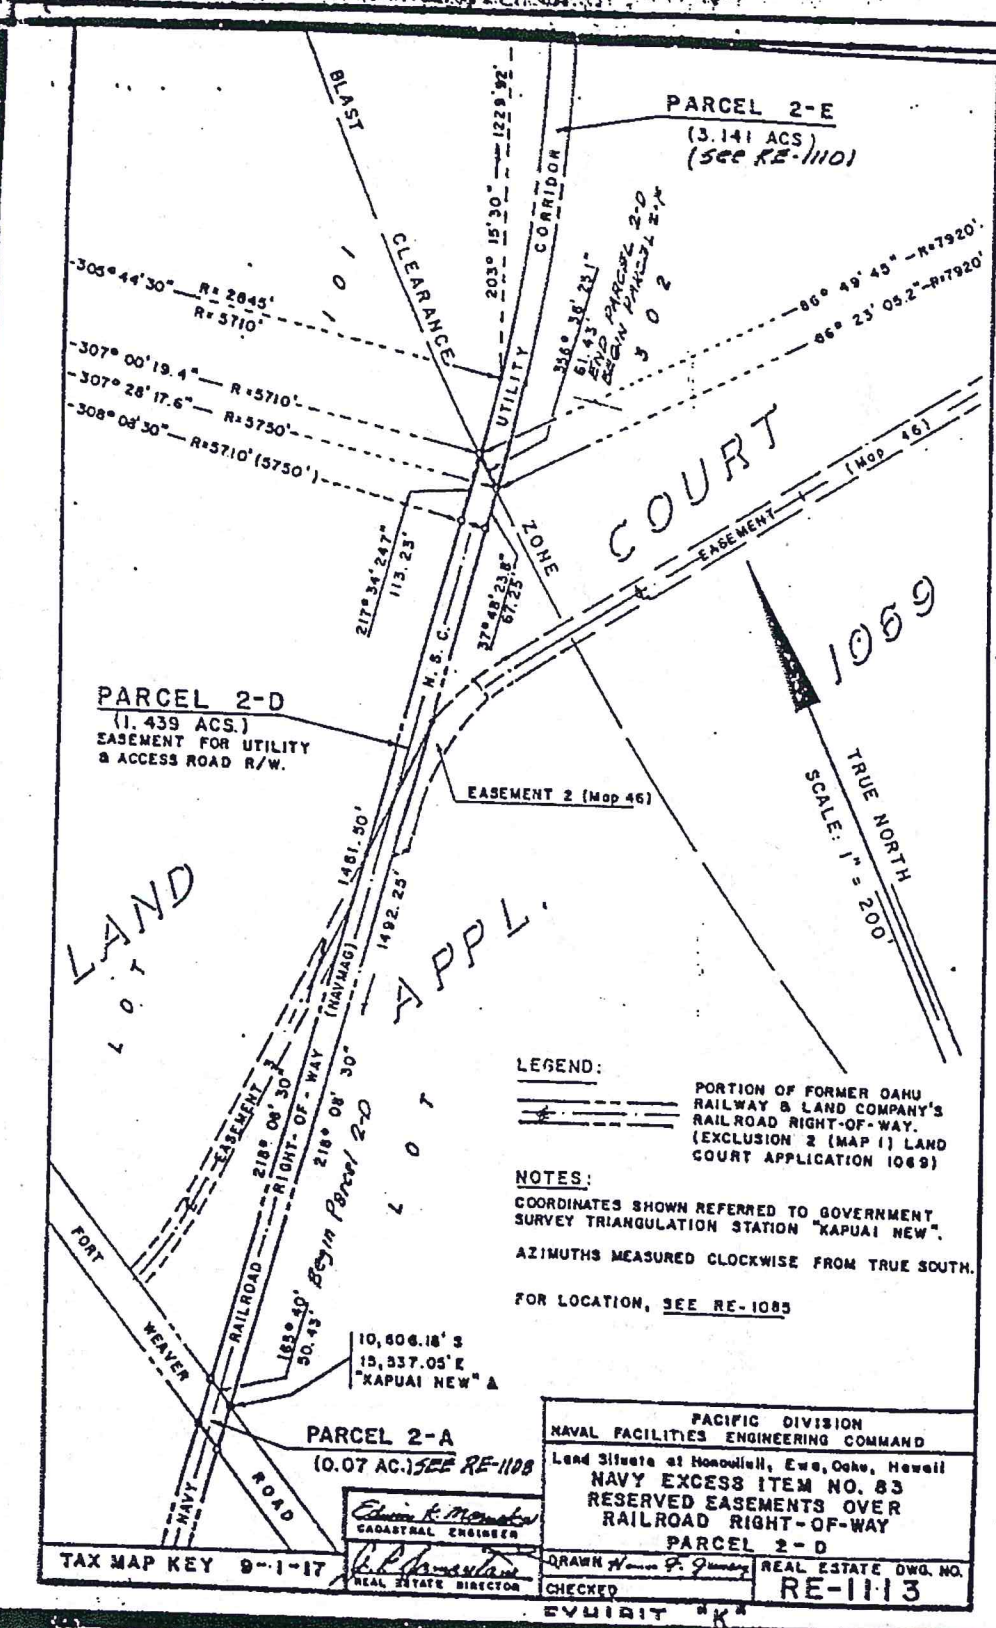 PARCEL 2-E
(3.141 ACS)
(SEE RE-1110)
BLAST
CLEARANCE
ZONE
203° 15' 30" — 1229.92'
UTILITY CORRIDOR
101
302
356° 36' 25.1"
61.43'
END PARCEL 2-D
BEGIN PARCEL
86° 49' 45" — R=7920'
86° 23' 05.2" — R=7920'
305° 44' 30" — R= 2845'
R= 5710'
307° 00' 19.4" — R=5710'
307° 28' 17.6" — R=5750'
308° 08' 30" — R=5710' (5750')
217° 34' 24.7"
113.23'
37° 48' 23.8"
67.25'
N.S.C.
COURT
EASEMENT 1 (Map 46)
1069
PARCEL 2-D
(1.439 ACS.)
EASEMENT FOR UTILITY
& ACCESS ROAD R/W.
EASEMENT 2 (Map 46)
TRUE NORTH
SCALE: 1" = 200'
1461.50'
1492.25'
LAND
LOT
APPL.
LOT
(NAVMAG)
EASEMENT
218° 08' 30"
218° 08' 30"
NAVY RAILROAD RIGHT-OF-WAY
Begin Parcel 2-D
165° 40'
50.43'
FORT WEAVER ROAD
10,606.18' S
15,537.05' E
"KAPUAI NEW" Δ
PARCEL 2-A
(0.07 AC.) SEE RE-1108
LEGEND:
PORTION OF FORMER OAHU
RAILWAY & LAND COMPANY'S
RAILROAD RIGHT-OF-WAY.
(EXCLUSION 2 (MAP 1) LAND
COURT APPLICATION 1069)
NOTES:
COORDINATES SHOWN REFERRED TO GOVERNMENT
SURVEY TRIANGULATION STATION "KAPUAI NEW".
AZIMUTHS MEASURED CLOCKWISE FROM TRUE SOUTH.
FOR LOCATION, SEE RE-1085
PACIFIC DIVISION
NAVAL FACILITIES ENGINEERING COMMAND
Land Situate at Honouliuli, Ewa, Oahu, Hawaii
NAVY EXCESS ITEM NO. 83
RESERVED EASEMENTS OVER
RAILROAD RIGHT-OF-WAY
PARCEL 2-D
CADASTRAL ENGINEER
REAL ESTATE DIRECTOR
DRAWN
CHECKED
REAL ESTATE DWG. NO.
RE-1113
TAX MAP KEY 9-1-17
EXHIBIT "K"